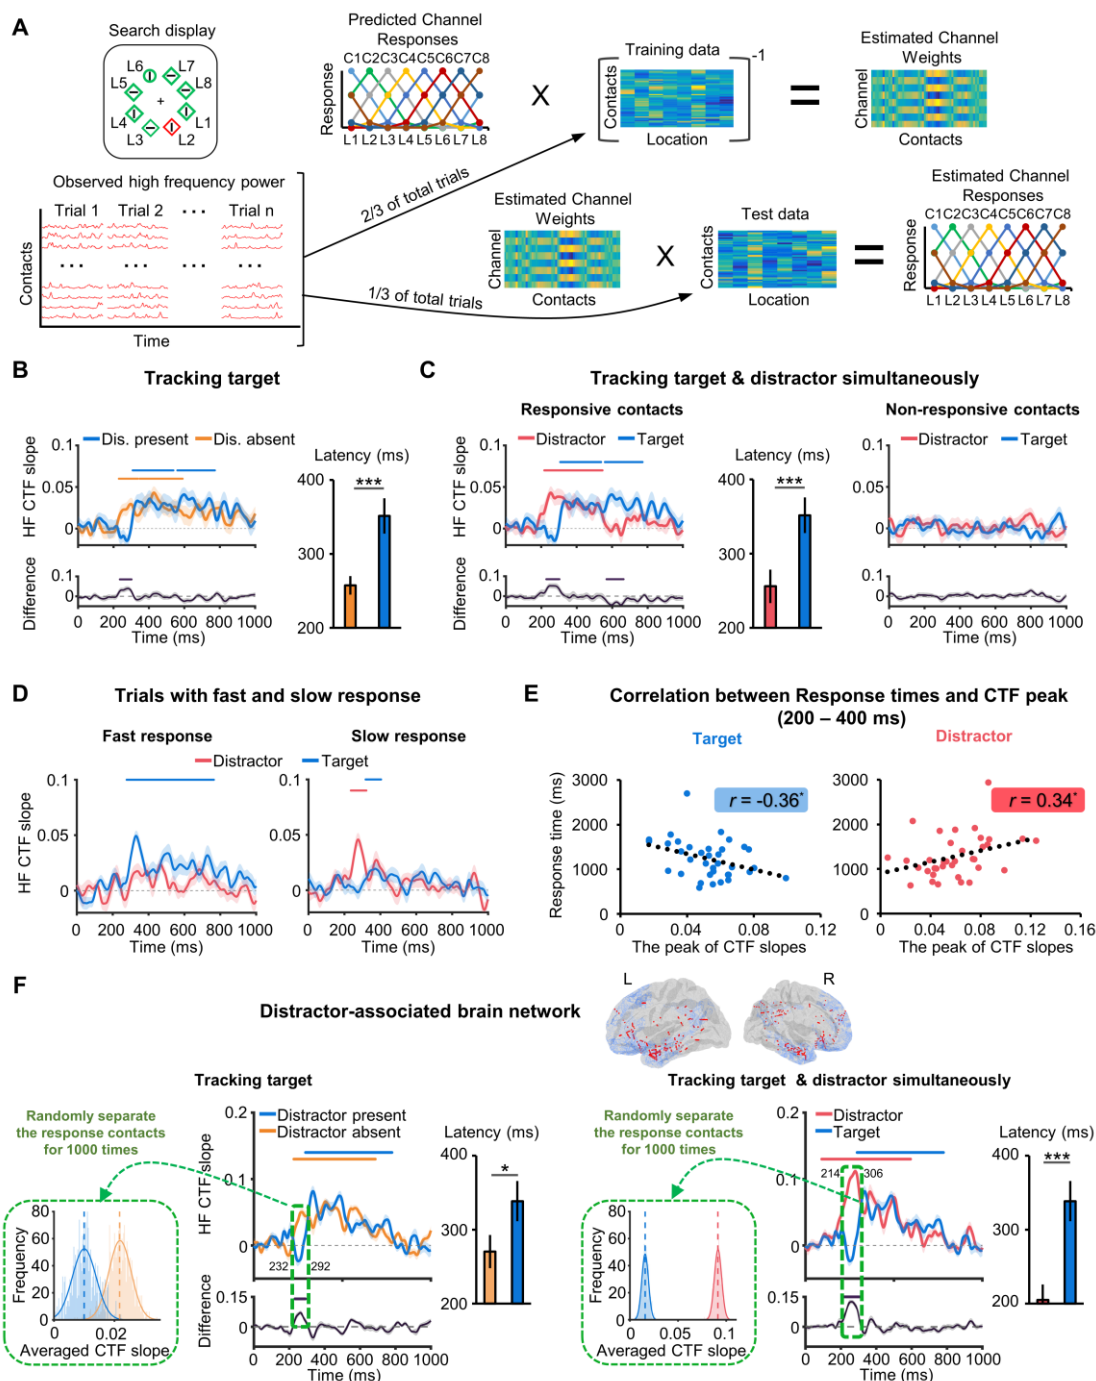 A
Search display
L6 L7
L5 L8
+
L4 L1
L3 L2
Predicted Channel
Responses
C1C2C3C4C5C6C7C8
Response
L1 L2 L3 L4 L5 L6 L7 L8
X
Training data
-1
Contacts
Location
=
Estimated Channel
Weights
Channel
Contacts
Observed high frequency power
Trial 1 Trial 2 ··· Trial n
Contacts
··· ··· ···
Time
2/3 of total trials
1/3 of total trials
Estimated Channel
Weights
Channel
Contacts
X
Test data
Contacts
Location
=
Estimated Channel
Responses
C1C2C3C4C5C6C7C8
Response
L1 L2 L3 L4 L5 L6 L7 L8
B
Tracking target
Dis. present Dis. absent
HF CTF slope
0.1
0.05
0
Difference
0.1
0
0 200 400 600 800 1000
Time (ms)
Latency (ms)
400
300
200
***
C
Tracking target & distractor simultaneously
Responsive contacts
Distractor Target
HF CTF slope
0.1
0.05
0
Difference
0.1
0
0 200 400 600 800 1000
Time (ms)
Latency (ms)
400
300
200
***
Non-responsive contacts
Distractor Target
0.1
0.05
0
0.1
0
0 200 400 600 800 1000
Time (ms)
D
Trials with fast and slow response
Fast response Slow response
Distractor Target
HF CTF slope
0.1
0.05
0
0 200 400 600 800 1000
Time (ms)
0.1
0.05
0
0 200 400 600 800 1000
Time (ms)
E
Correlation between Response times and CTF peak
(200 – 400 ms)
Target
Response time (ms)
3000
2000
1000
0
r = -0.36*
0 0.04 0.08 0.12
The peak of CTF slopes
Distractor
3000
2000
1000
0
r = 0.34*
0 0.04 0.08 0.12 0.16
The peak of CTF slopes
F
Distractor-associated brain network
L R
Tracking target
Randomly separate
the response contacts
for 1000 times
Frequency
80
60
40
20
0
0 0.02
Averaged CTF slope
Distractor present
Distractor absent
HF CTF slope
0.2
0.1
0
232 292
Difference
0.15
0
0 200 400 600 800 1000
Time (ms)
Latency (ms)
400
300
200
*
Tracking target & distractor simultaneously
Randomly separate
the response contacts
for 1000 times
Frequency
80
60
40
20
0
0 0.05 0.1
Averaged CTF slope
Distractor
Target
0.2
0.1
0
214 306
0.15
0
0 200 400 600 800 1000
Time (ms)
Latency (ms)
400
300
200
***